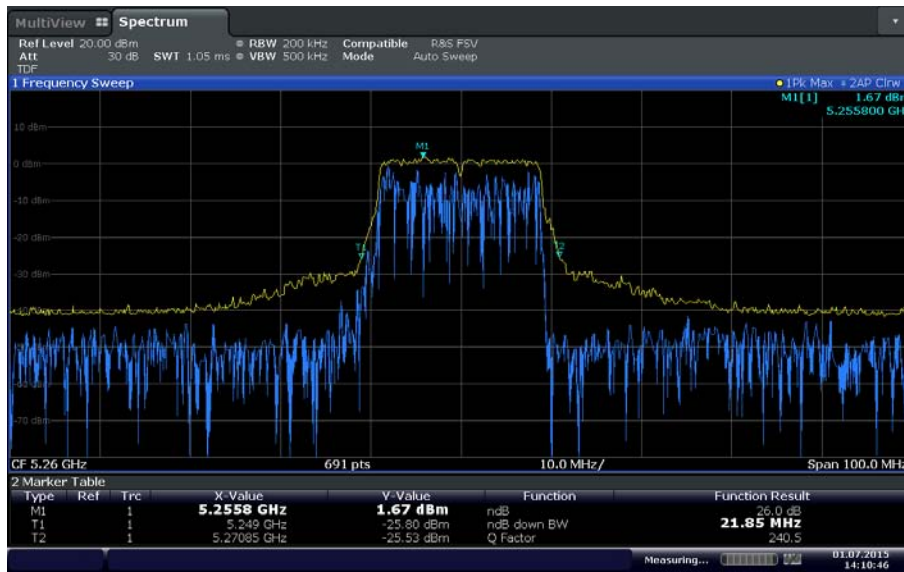 MultiView Spectrum
Ref Level 20.00 dBm RBW 200 kHz Compatible R&S FSV
Att 30 dB SWT 1.05 ms VBW 500 kHz Mode Auto Sweep
TDF
1 Frequency Sweep 1Pk Max 2AP Clrw
M1[1] 1.67 dBm
5.255800 GH
10 dBm
M1
0 dBm
-10 dBm
-20 dBm
T1 T2
-30 dBm
-70 dBm
CF 5.26 GHz 691 pts 10.0 MHz/ Span 100.0 MHz
2 Marker Table
Type Ref Trc X-Value Y-Value Function Function Result
M1 1 5.2558 GHz 1.67 dBm ndB 26.0 dB
T1 1 5.249 GHz -25.80 dBm ndB down BW 21.85 MHz
T2 1 5.27085 GHz -25.53 dBm Q Factor 240.5
Measuring... 01.07.2015
14:10:46